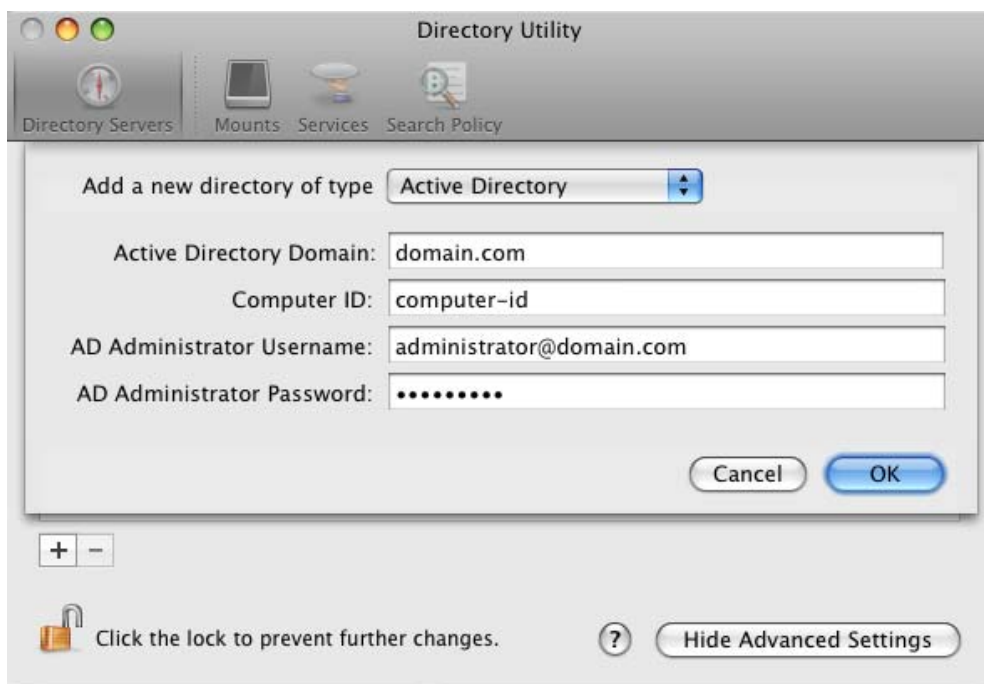 Directory Utility
Directory Servers Mounts Services Search Policy
Add a new directory of type Active Directory
Active Directory Domain: domain.com
Computer ID: computer-id
AD Administrator Username: administrator@domain.com
AD Administrator Password: •••••••••
Cancel OK
+ −
Click the lock to prevent further changes. ? Hide Advanced Settings